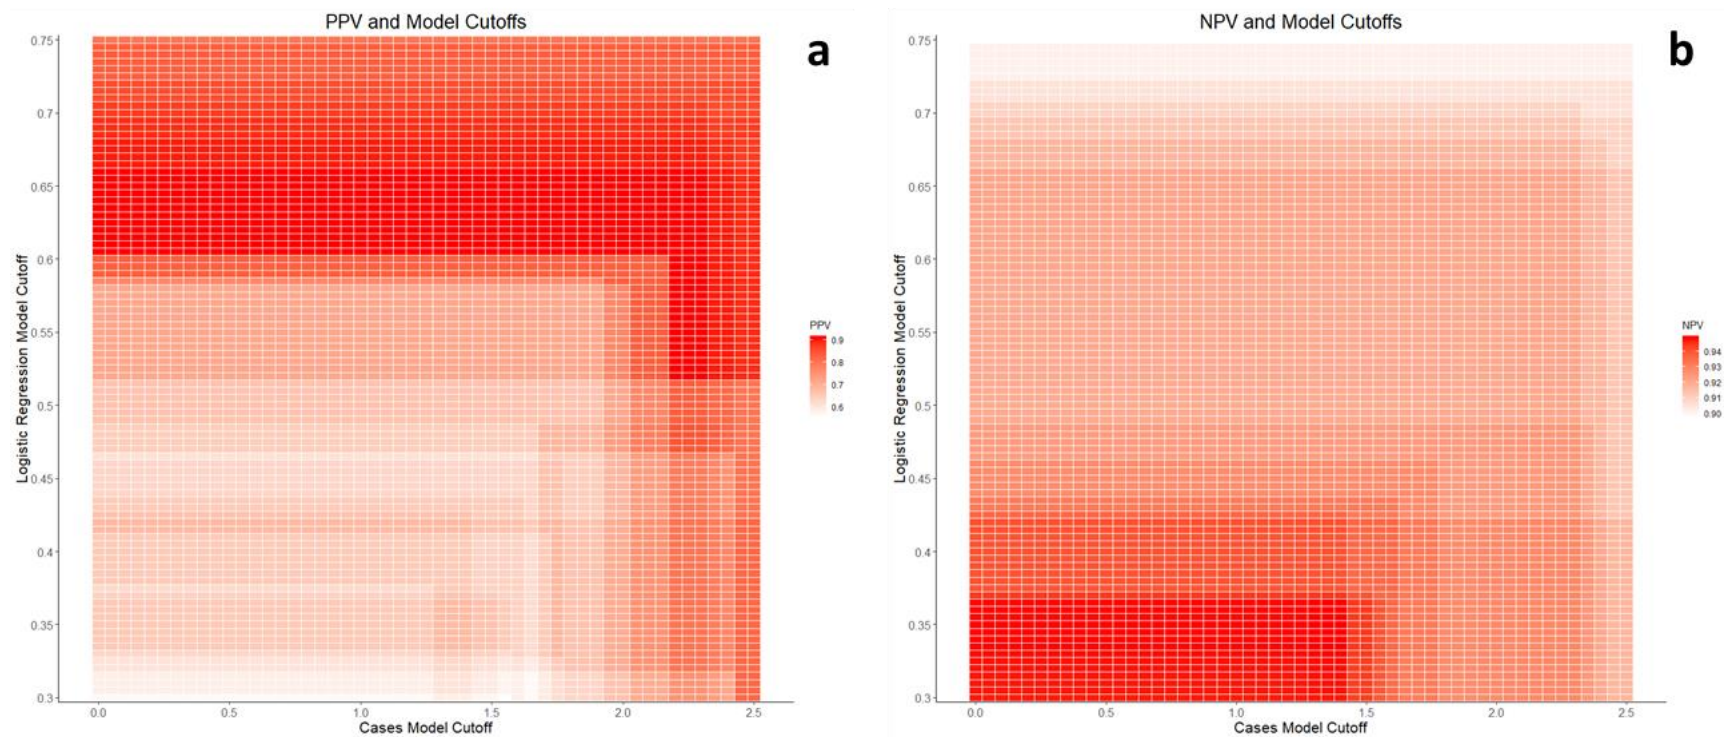 PPV and Model Cutoffs
a
0.75
0.7
0.65
0.6
0.55
0.5
0.45
0.4
0.35
0.3
Logistic Regression Model Cutoff
0.0 0.5 1.0 1.5 2.0 2.5
Cases Model Cutoff
PPV
0.9
0.8
0.7
0.6
NPV and Model Cutoffs
b
0.75
0.7
0.65
0.6
0.55
0.5
0.45
0.4
0.35
0.3
Logistic Regression Model Cutoff
0.0 0.5 1.0 1.5 2.0 2.5
Cases Model Cutoff
NPV
0.94
0.93
0.92
0.91
0.90